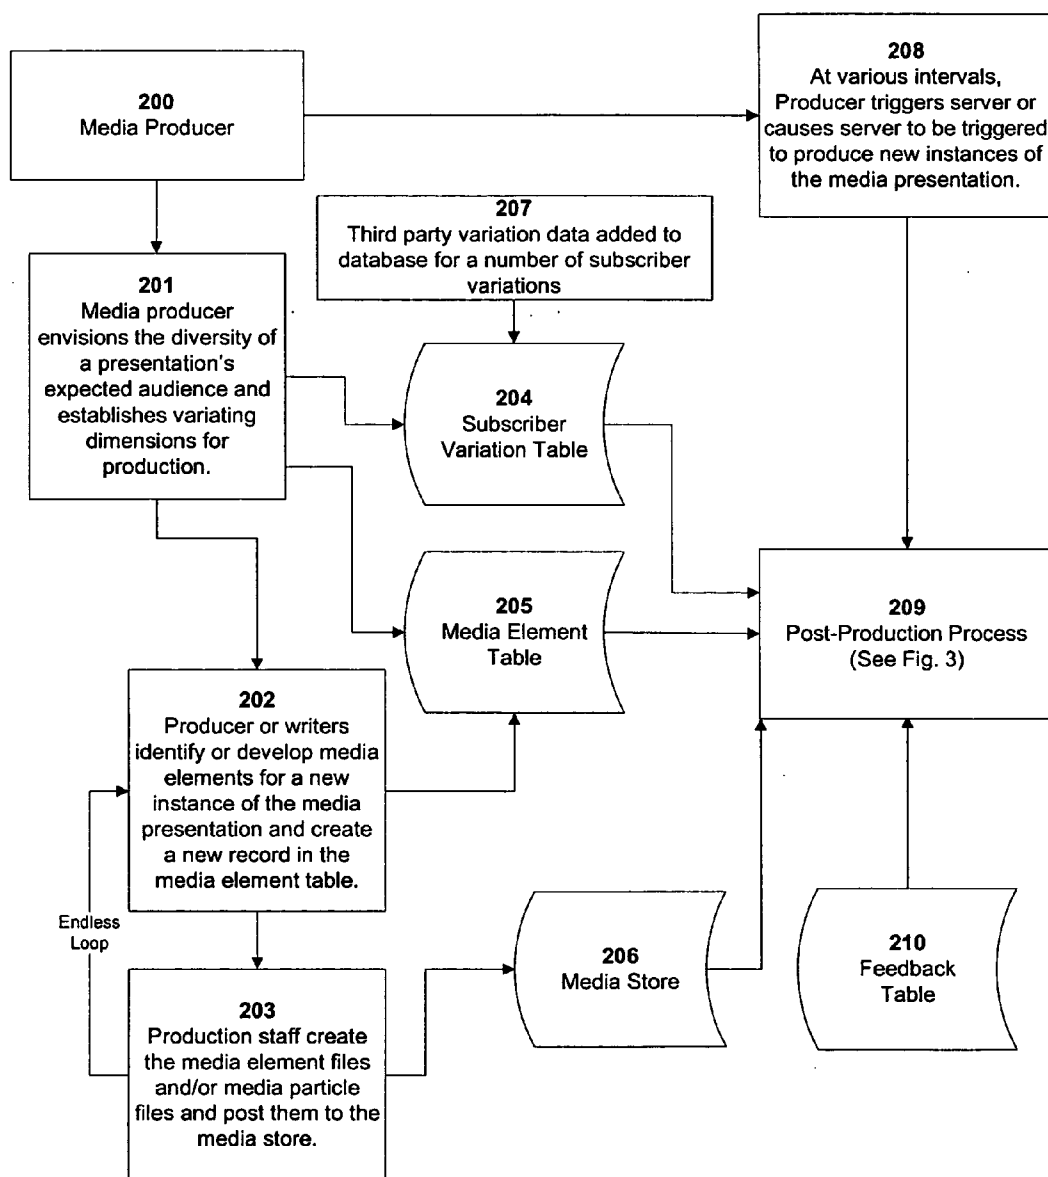 200
Media Producer
208
At various intervals,
Producer triggers server or
causes server to be triggered
to produce new instances of
the media presentation.
207
Third party variation data added to
database for a number of subscriber
variations
201
Media producer
envisions the diversity of
a presentation's
expected audience and
establishes variating
dimensions for
production.
204
Subscriber
Variation Table
205
Media Element
Table
209
Post-Production Process
(See Fig. 3)
202
Producer or writers
identify or develop media
elements for a new
instance of the media
presentation and create
a new record in the
media element table.
Endless
Loop
206
Media Store
210
Feedback
Table
203
Production staff create
the media element files
and/or media particle
files and post them to the
media store.